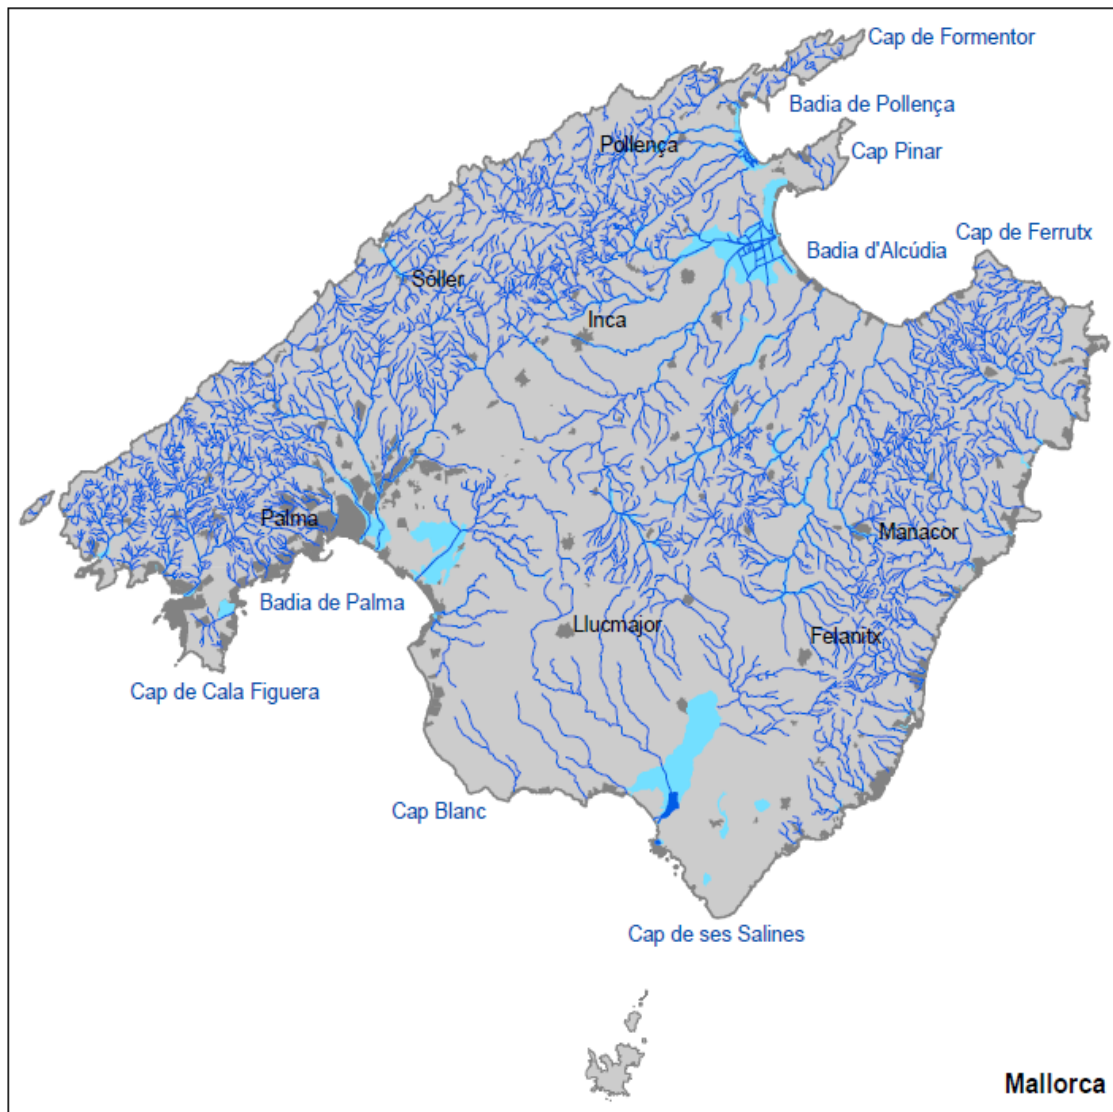 Cap de Formentor
Badia de Pollença
Pollença
Cap Pinar
Cap de Ferrutx
Badia d'Alcúdia
Sóller
Inca
Palma
Manacor
Badia de Palma
Llucmajor
Felanitx
Cap de Cala Figuera
Cap Blanc
Cap de ses Salines
Mallorca